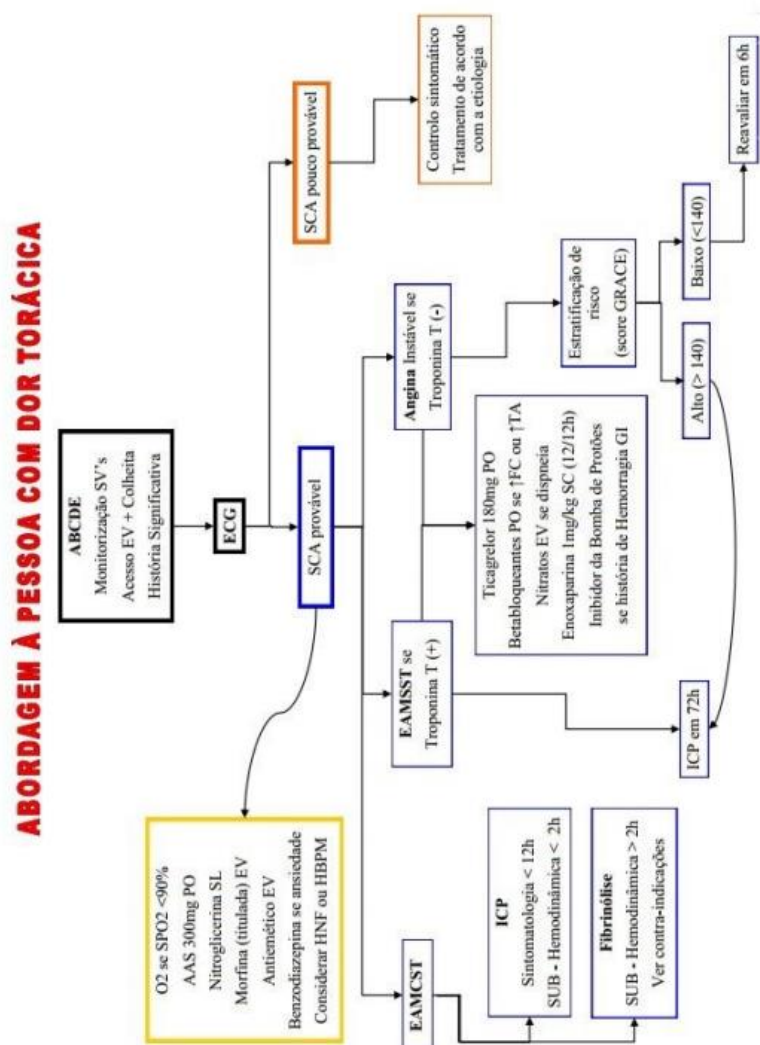 ABORDAGEM À PESSOA COM DOR TORÁCICA
ABCDE
Monitorização SV's
Acesso EV + Colheita
História Significativa
ECG
O2 se SPO2 <90%
AAS 300mg PO
Nitroglicerina SL
Morfina (titulada) EV
Antiemético EV
Benzodiazepina se ansiedade
Considerar HNF ou HBPM
SCA provável
SCA pouco provável
Controlo sintomático
Tratamento de acordo
com a etiologia
EAMCST
EAMSST se
Troponina T (+)
Angina Instável se
Troponina T (-)
ICP
Sintomatologia < 12h
SUB - Hemodinâmica < 2h
Fibrinólise
SUB - Hemodinâmica > 2h
Ver contra-indicações
Ticagrelor 180mg PO
Betabloqueantes PO se ↑FC ou ↑TA
Nitratos EV se dispneia
Enoxaparina 1mg/kg SC (12/12h)
Inibidor da Bomba de Protões
se história de Hemorragia GI
Estratificação de
risco
(score GRACE)
ICP em 72h
Alto (> 140)
Baixo (<140)
Reavaliar em 6h